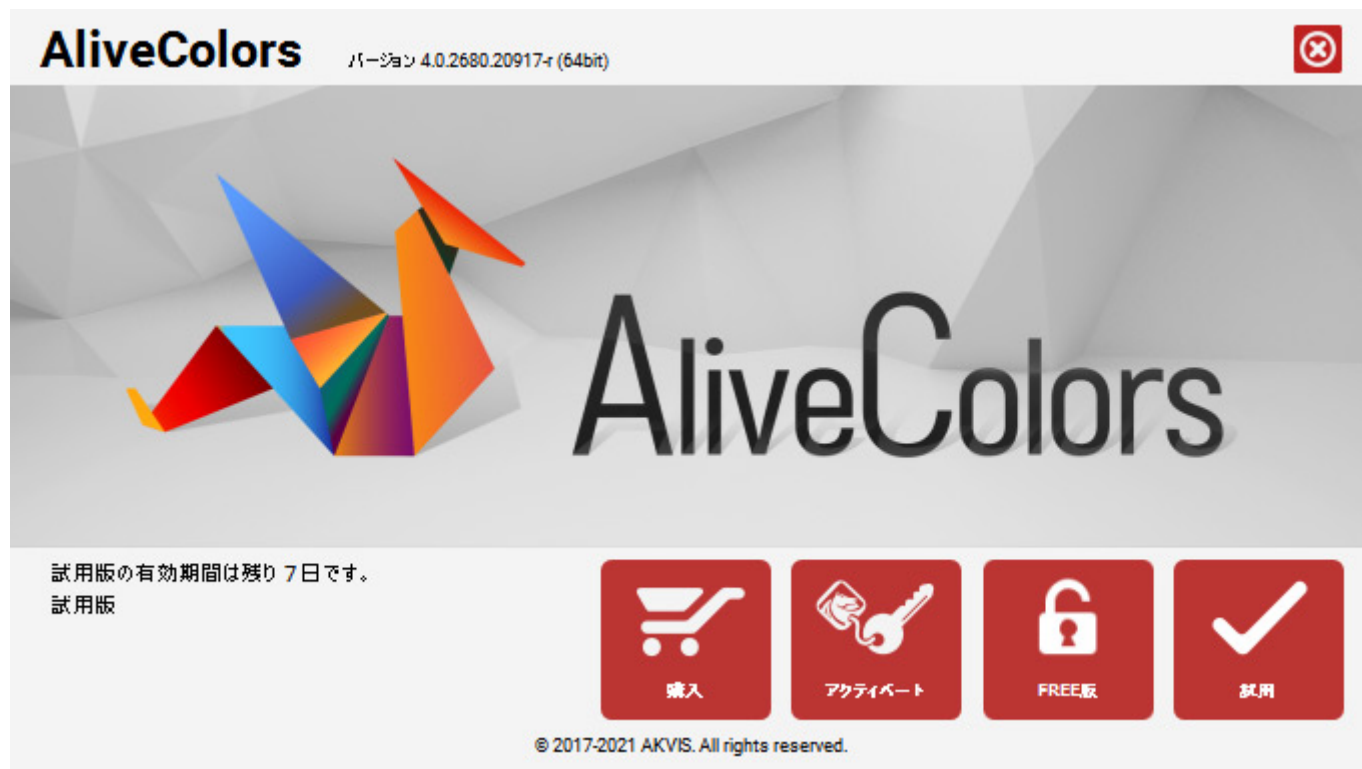 AliveColors バージョン 4.0.2680.20917-r (64bit)
AliveColors
試用版の有効期間は残り 7日です。
試用版
購入 アクティベート FREE版 試用
© 2017-2021 AKVIS. All rights reserved.